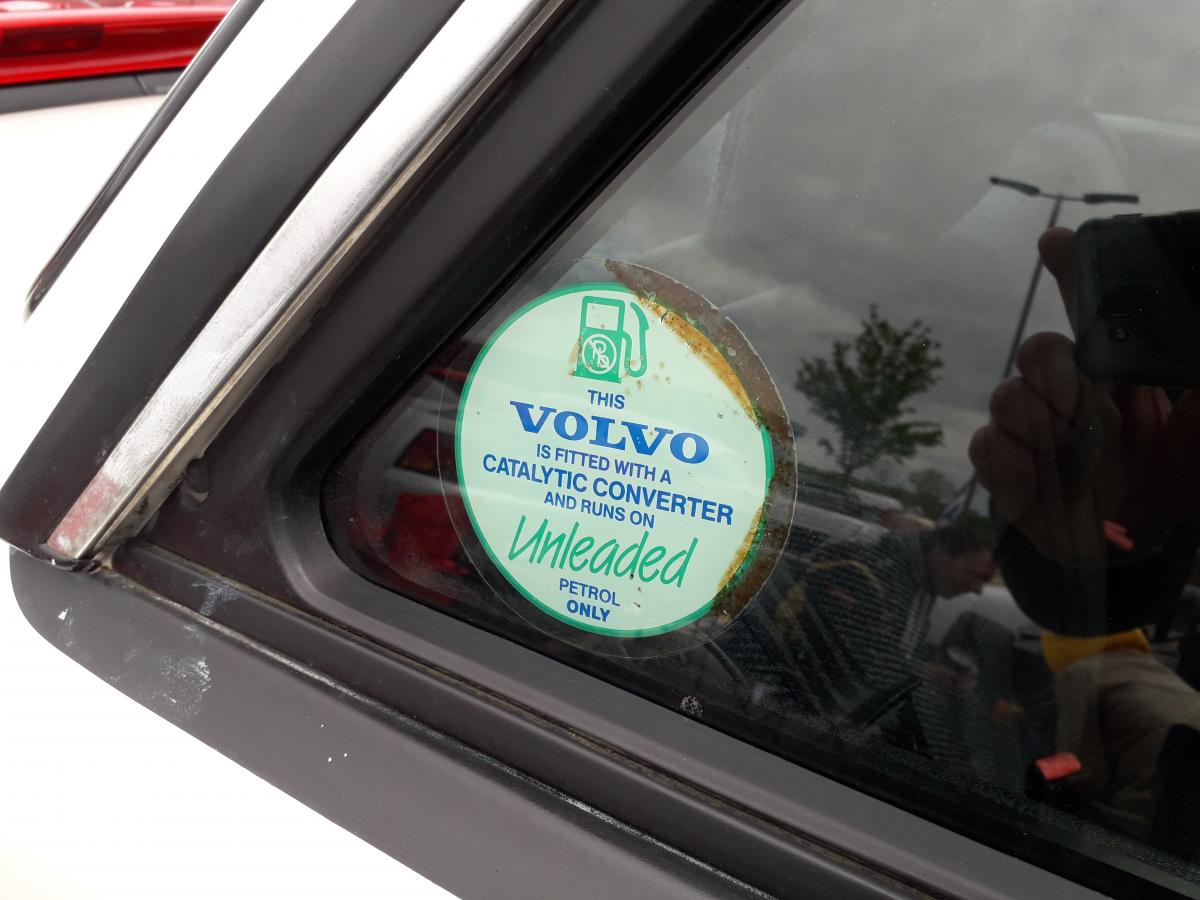 Pb
THIS
VOLVO
IS FITTED WITH A
CATALYTIC CONVERTER
AND RUNS ON
Unleaded
PETROL
ONLY